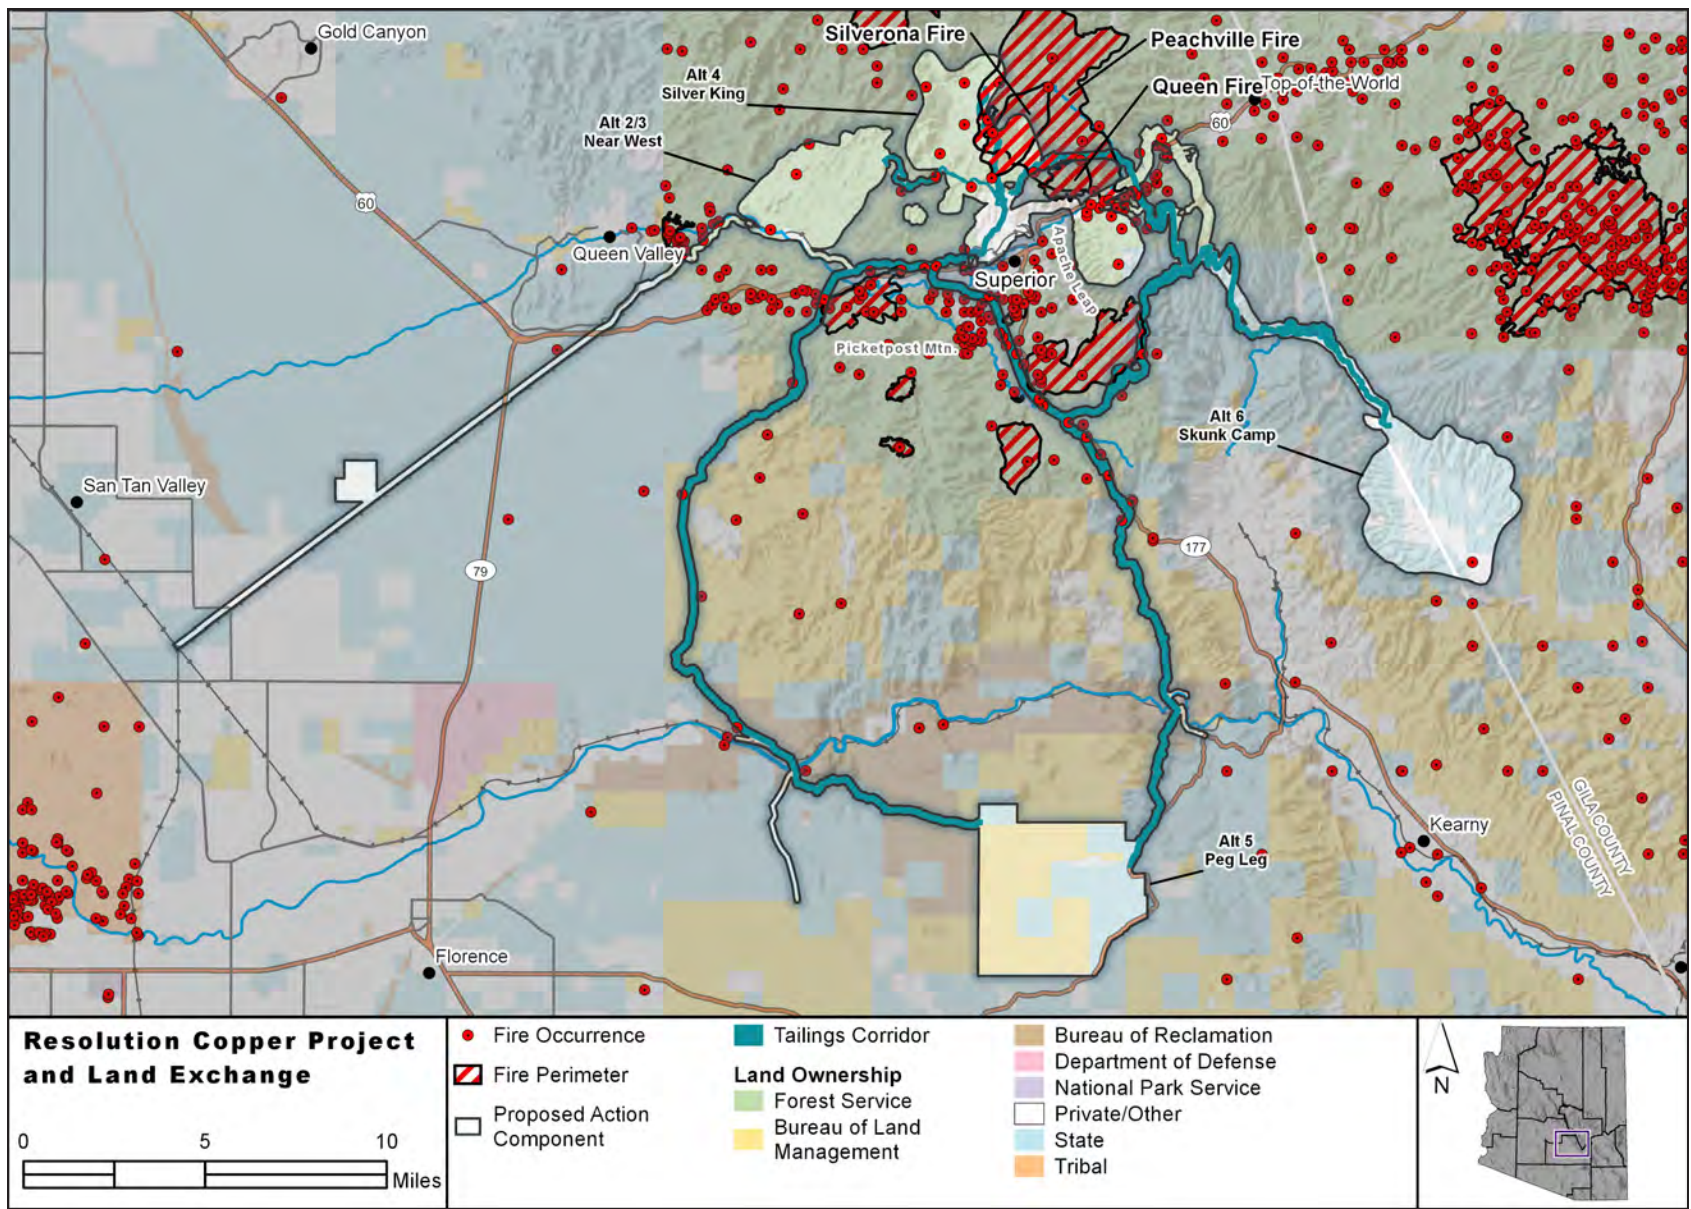 Gold Canyon
Silverona Fire
Peachville Fire
Alt 4
Silver King
Queen Fire
Top-of-the-World
60
Alt 2/3
Near West
60
Queen Valley
Superior
Apache Leap
Picketpost Mtn.
Alt 6
Skunk Camp
San Tan Valley
79
177
GILA COUNTY
PINAL COUNTY
Kearny
Alt 5
Peg Leg
Florence
Resolution Copper Project
and Land Exchange
0 5 10
Miles
Fire Occurrence
Fire Perimeter
Proposed Action
Component
Tailings Corridor
Land Ownership
Forest Service
Bureau of Land
Management
Bureau of Reclamation
Department of Defense
National Park Service
Private/Other
State
Tribal
N